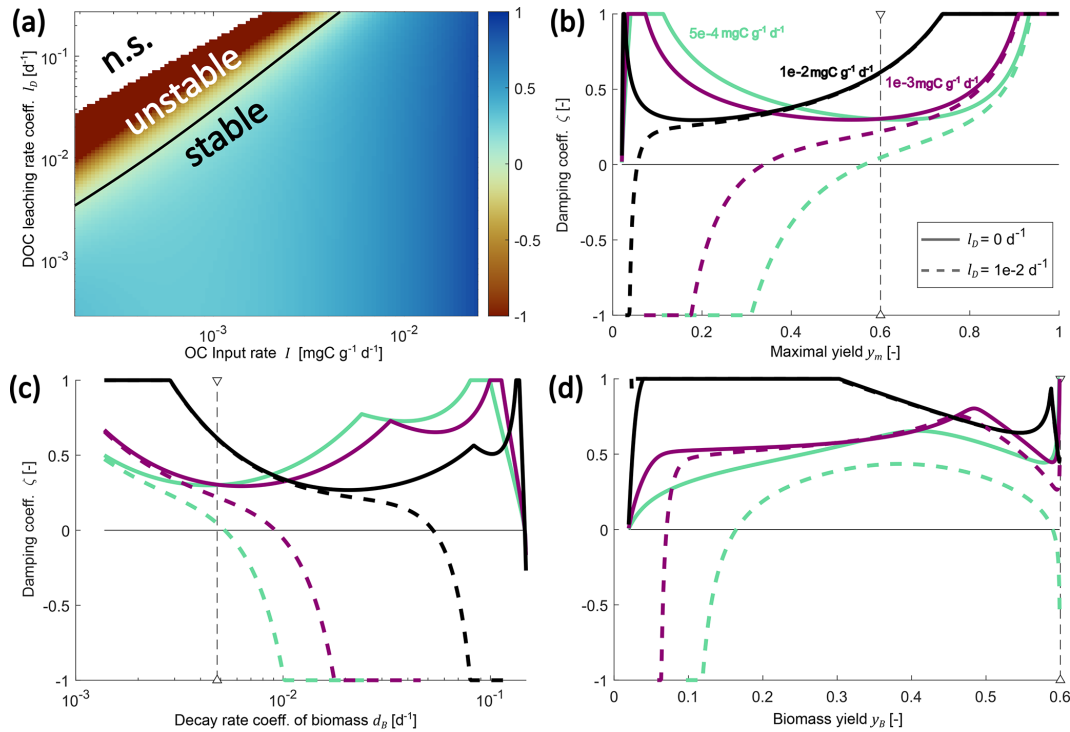 (a)
n.s.
unstable
stable
DOC leaching rate coeff. l_D [d⁻¹]
10⁻¹
10⁻²
10⁻³
10⁻³
10⁻²
OC Input rate I [mgC g⁻¹ d⁻¹]
1
0.5
0
-0.5
-1
(b)
5e-4 mgC g⁻¹ d⁻¹
1e-2 mgC g⁻¹ d⁻¹
1e-3 mgC g⁻¹ d⁻¹
Damping coeff. ζ [-]
1
0.5
0
-0.5
-1
l_D = 0 d⁻¹
l_D = 1e-2 d⁻¹
0
0.2
0.4
0.6
0.8
1
Maximal yield y_m [-]
(c)
Damping coeff. ζ [-]
1
0.5
0
-0.5
-1
10⁻³
10⁻²
10⁻¹
Decay rate coeff. of biomass d_B [d⁻¹]
(d)
1
0.5
0
-0.5
-1
0
0.1
0.2
0.3
0.4
0.5
0.6
Biomass yield y_B [-]